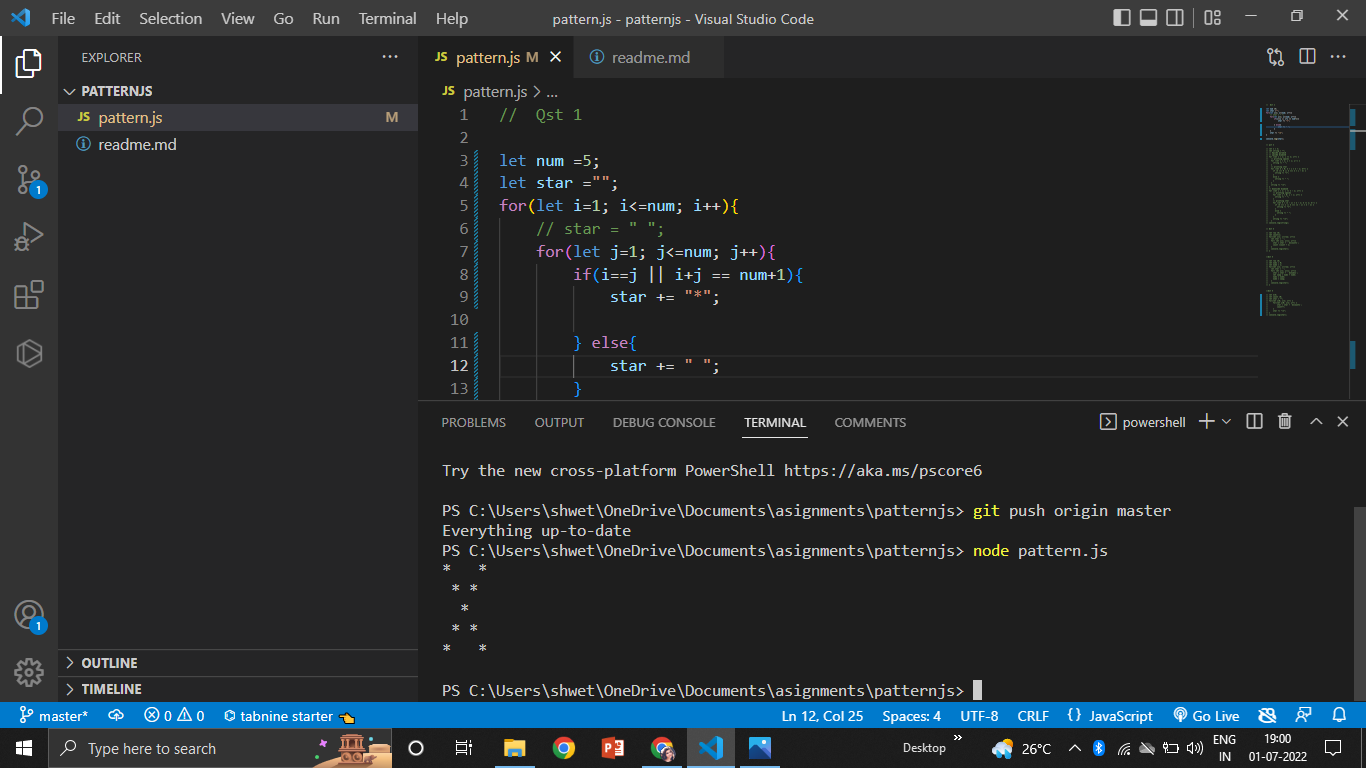 File Edit Selection View Go Run Terminal Help
pattern.js - patternjs - Visual Studio Code
EXPLORER
PATTERNJS
JS pattern.js M
readme.md
OUTLINE
TIMELINE
JS pattern.js M
readme.md
JS pattern.js > ...
1 //  Qst 1
2
3 let num =5;
4 let star ="";
5 for(let i=1; i<=num; i++){
6     // star = " ";
7     for(let j=1; j<=num; j++){
8         if(i==j || i+j == num+1){
9             star += "*";
10
11         } else{
12             star += " ";
13         }
PROBLEMS OUTPUT DEBUG CONSOLE TERMINAL COMMENTS
powershell
Try the new cross-platform PowerShell https://aka.ms/pscore6
PS C:\Users\shwet\OneDrive\Documents\asignments\patternjs> git push origin master
Everything up-to-date
PS C:\Users\shwet\OneDrive\Documents\asignments\patternjs> node pattern.js
*   *
 * *
  *
 * *
*   *
PS C:\Users\shwet\OneDrive\Documents\asignments\patternjs>
1
1
master* 0 0 tabnine starter Ln 12, Col 25 Spaces: 4 UTF-8 CRLF {} JavaScript Go Live
Type here to search
Desktop
26°C
ENG
IN
19:00
01-07-2022